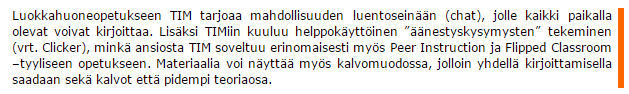 Luokkahuoneopetukseen TIM tarjoaa mahdollisuuden luentoseinään (chat), jolle kaikki paikalla
olevat voivat kirjoittaa. Lisäksi TIMiin kuuluu helppokäyttöinen ”äänestyskysymysten” tekeminen
(vrt. Clicker), minkä ansiosta TIM soveltuu erinomaisesti myös Peer Instruction ja Flipped Classroom
–tyyliseen opetukseen. Materiaalia voi näyttää myös kalvomuodossa, jolloin yhdellä kirjoittamisella
saadaan sekä kalvot että pidempi teoriaosa.